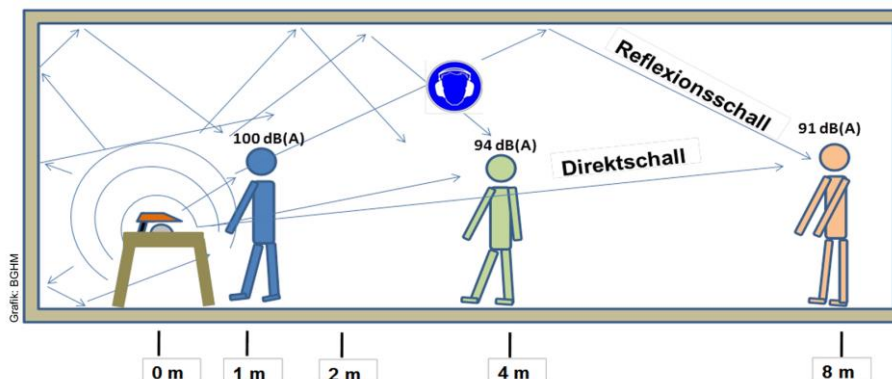 Reflexionsschall
100 dB(A)
94 dB(A)
91 dB(A)
Direktschall
Grafik: BGHM
0 m
1 m
2 m
4 m
8 m